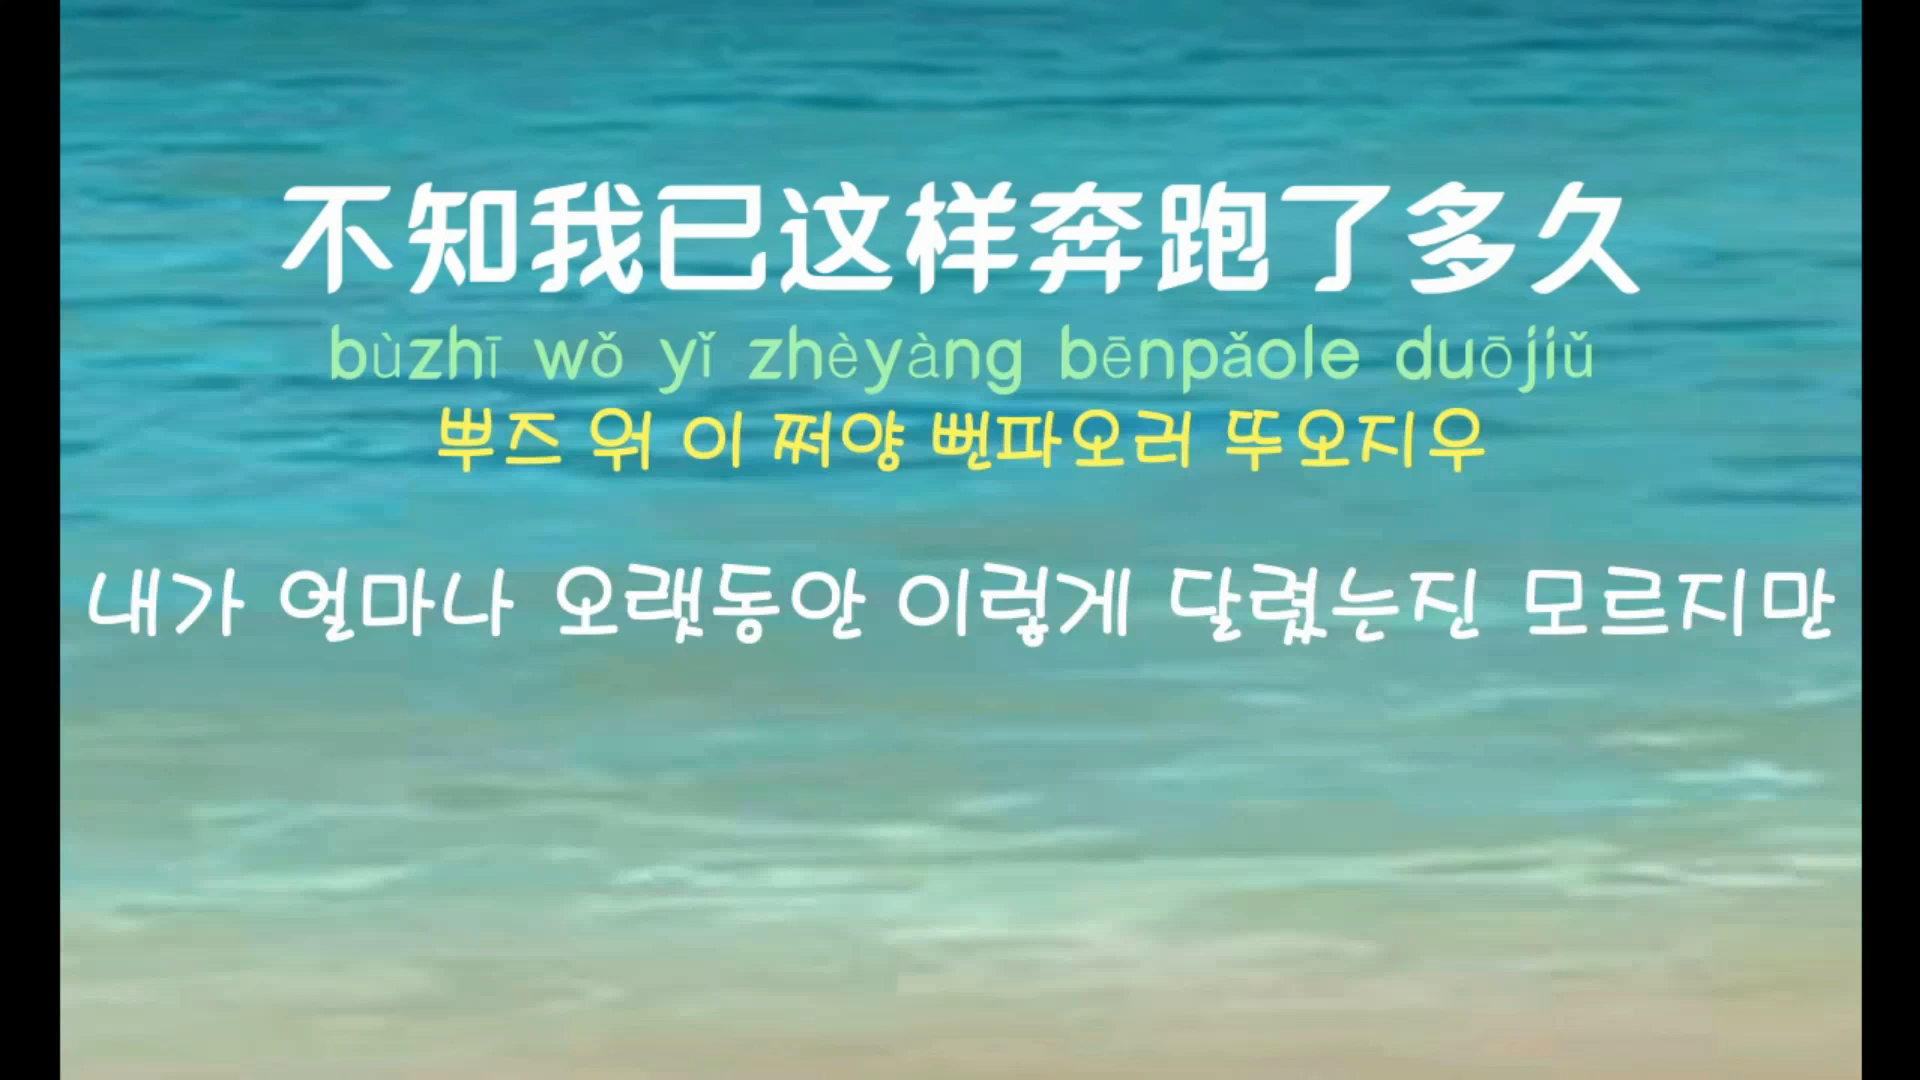 不知我已这样奔跑了多久
bùzhī wǒ yǐ zhèyàng bēnpǎole duōjiǔ
뿌즈 워 이 쩌양 뻔파오러 뚜오지우
내가 얼마나 오랫동안 이렇게 달렸는진 모르지만